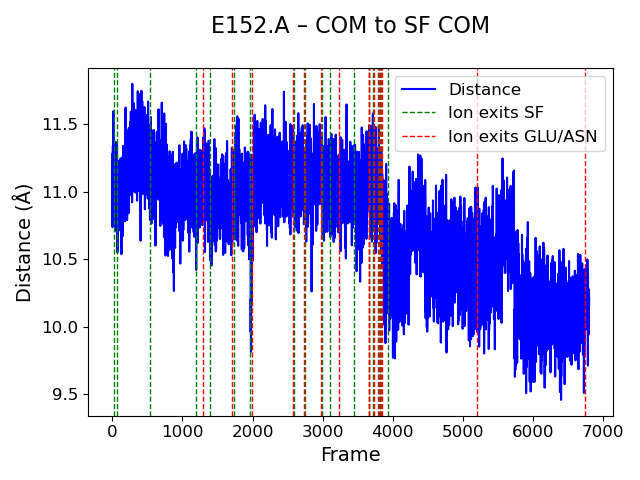 E152.A – COM to SF COM
Distance
Ion exits SF
Ion exits GLU/ASN
11.5
11.0
10.5
10.0
9.5
Distance (Å)
0 1000 2000 3000 4000 5000 6000 7000
Frame